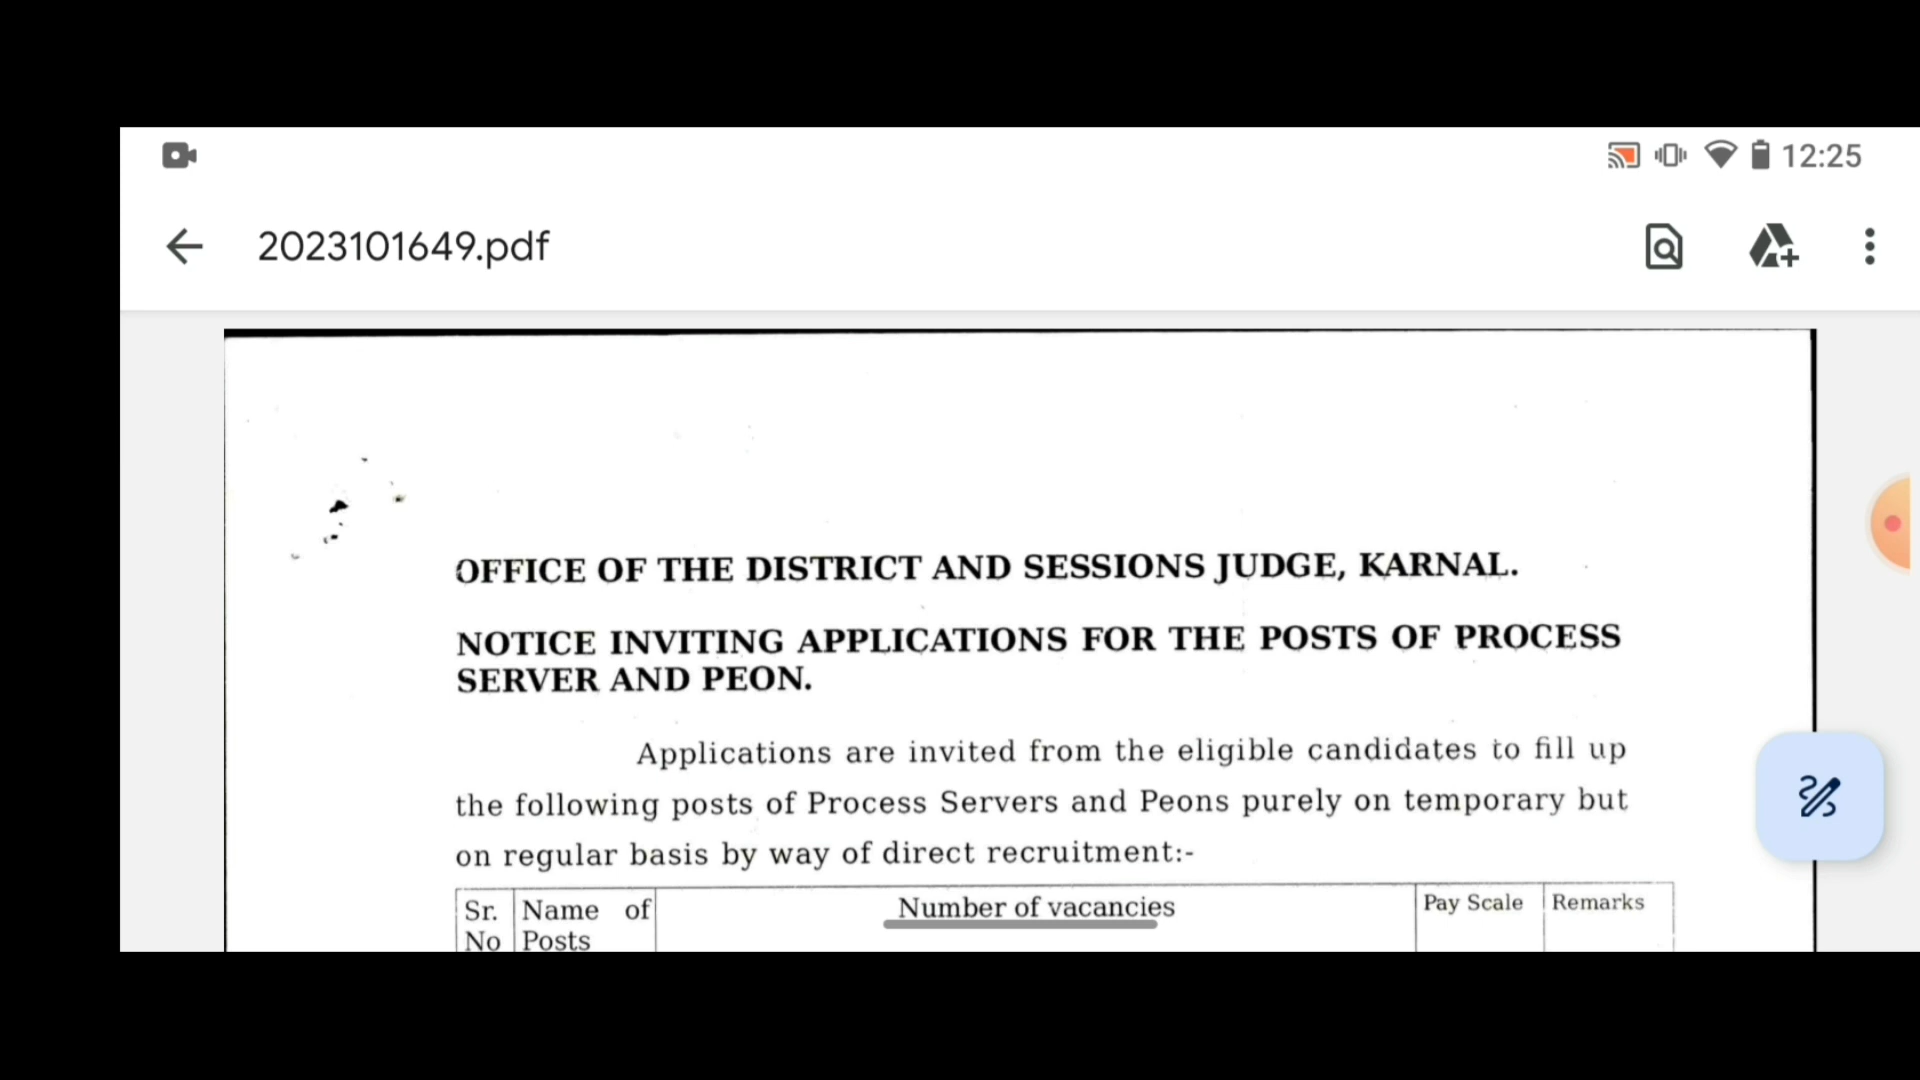 12:25
2023101649.pdf
OFFICE OF THE DISTRICT AND SESSIONS JUDGE, KARNAL.
NOTICE INVITING APPLICATIONS FOR THE POSTS OF PROCESS
SERVER AND PEON.
Applications are invited from the eligible candidates to fill up
the following posts of Process Servers and Peons purely on temporary but
on regular basis by way of direct recruitment:-
Sr. Name of Number of vacancies Pay Scale Remarks
No Posts